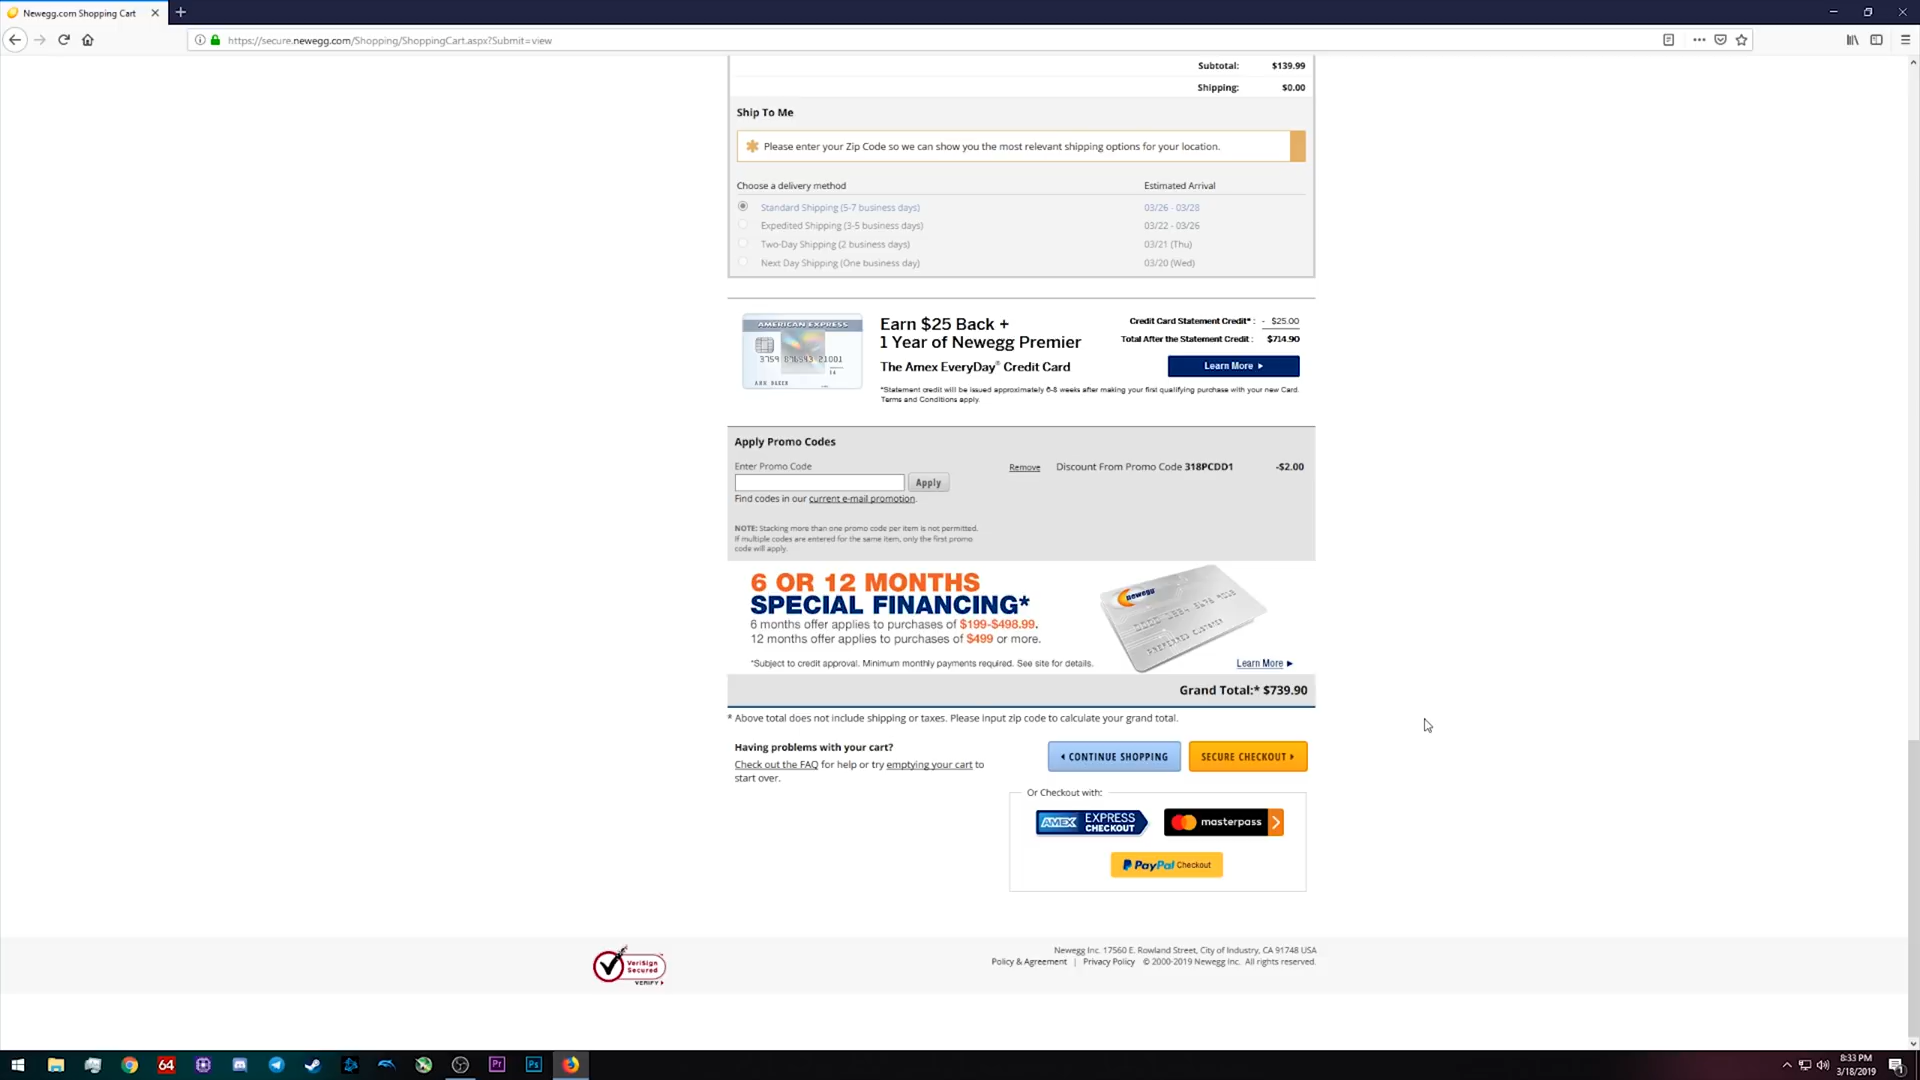 Newegg.com Shopping Cart
https://secure.newegg.com/Shopping/ShoppingCart.aspx?Submit=view
Subtotal: $139.99
Shipping: $0.00
Ship To Me
Please enter your Zip Code so we can show you the most relevant shipping options for your location.
Choose a delivery method Estimated Arrival
Standard Shipping (5-7 business days) 03/26 - 03/28
Expedited Shipping (3-5 business days) 03/22 - 03/26
Two-Day Shipping (2 business days) 03/21 (Thu)
Next Day Shipping (One business day) 03/20 (Wed)
AMERICAN EXPRESS
Earn $25 Back +
1 Year of Newegg Premier
The Amex EveryDay® Credit Card
Credit Card Statement Credit* : - $25.00
Total After the Statement Credit : $714.90
Learn More
*Statement credit will be issued approximately 6-8 weeks after making your first qualifying purchase with your new Card.
Terms and Conditions apply.
Apply Promo Codes
Enter Promo Code
Apply
Remove Discount From Promo Code 318PCDD1 -$2.00
Find codes in our current e-mail promotion.
NOTE: Stacking more than one promo code per item is not permitted.
If multiple codes are entered for the same item, only the first promo
code will apply.
6 OR 12 MONTHS
SPECIAL FINANCING*
6 months offer applies to purchases of $199-$498.99.
12 months offer applies to purchases of $499 or more.
*Subject to credit approval. Minimum monthly payments required. See site for details.
newegg
PREFERRED CUSTOMER
Learn More
Grand Total:* $739.90
* Above total does not include shipping or taxes. Please input zip code to calculate your grand total.
Having problems with your cart?
Check out the FAQ for help or try emptying your cart to
start over.
CONTINUE SHOPPING
SECURE CHECKOUT
Or Checkout with:
AMEX EXPRESS
CHECKOUT
masterpass
PayPal Checkout
VeriSign
Secured
VERIFY
Newegg Inc. 17560 E. Rowland Street, City of Industry, CA 91748 USA
Policy & Agreement | Privacy Policy © 2000-2019 Newegg Inc. All rights reserved.
64
Pr
Ps
8:33 PM
3/18/2019